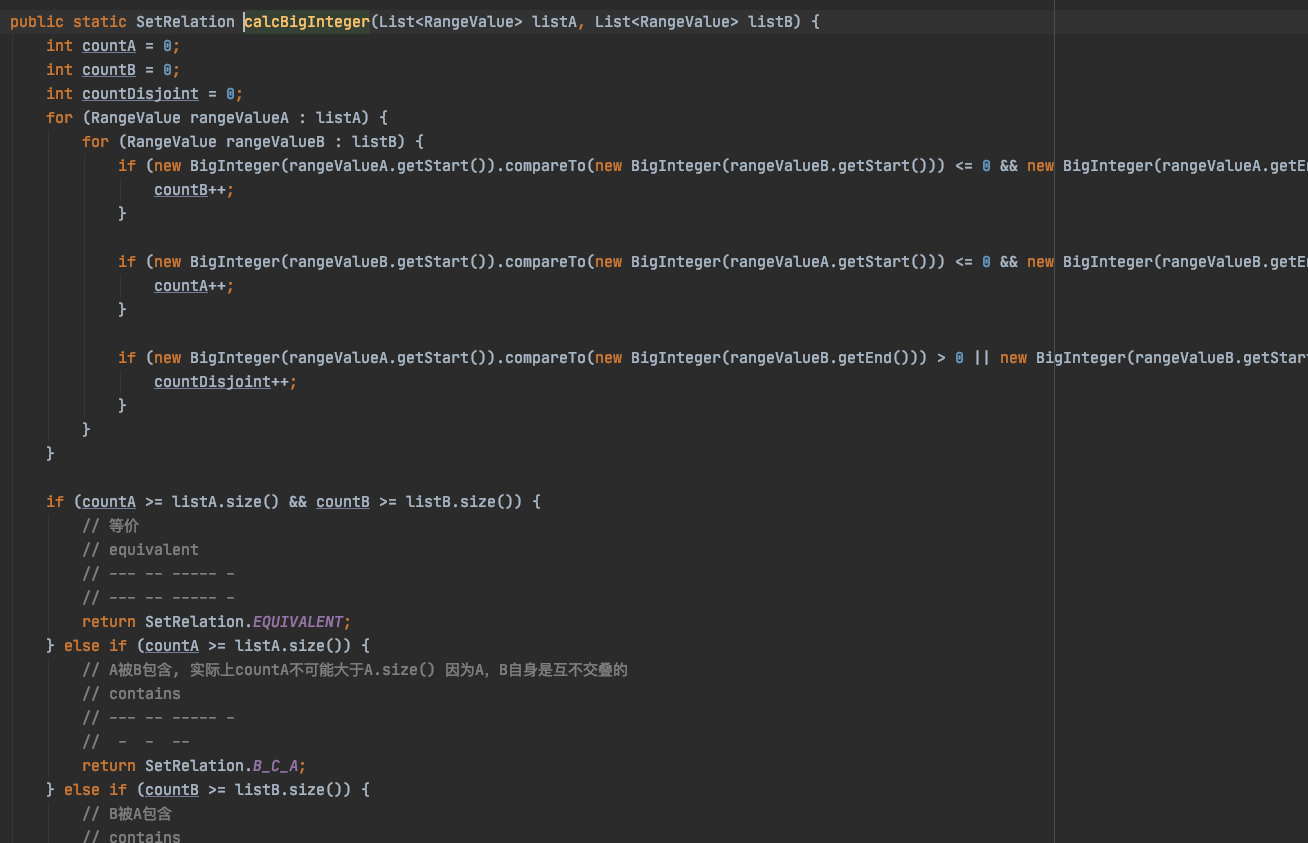 public static SetRelation calcBigInteger(List<RangeValue> listA, List<RangeValue> listB) {
    int countA = 0;
    int countB = 0;
    int countDisjoint = 0;
    for (RangeValue rangeValueA : listA) {
        for (RangeValue rangeValueB : listB) {
            if (new BigInteger(rangeValueA.getStart()).compareTo(new BigInteger(rangeValueB.getStart())) <= 0 && new BigInteger(rangeValueA.getEn
                countB++;
            }
            if (new BigInteger(rangeValueB.getStart()).compareTo(new BigInteger(rangeValueA.getStart())) <= 0 && new BigInteger(rangeValueB.getEn
                countA++;
            }
            if (new BigInteger(rangeValueA.getStart()).compareTo(new BigInteger(rangeValueB.getEnd())) > 0 || new BigInteger(rangeValueB.getStar
                countDisjoint++;
            }
        }
    }
    if (countA >= listA.size() && countB >= listB.size()) {
        // 等价
        // equivalent
        // --- -- ----- -
        // --- -- ----- -
        return SetRelation.EQUIVALENT;
    } else if (countA >= listA.size()) {
        // A被B包含, 实际上countA不可能大于A.size() 因为A，B自身是互不交叠的
        // contains
        // --- -- ----- -
        //  -  -  --
        return SetRelation.B_C_A;
    } else if (countB >= listB.size()) {
        // B被A包含
        // contains